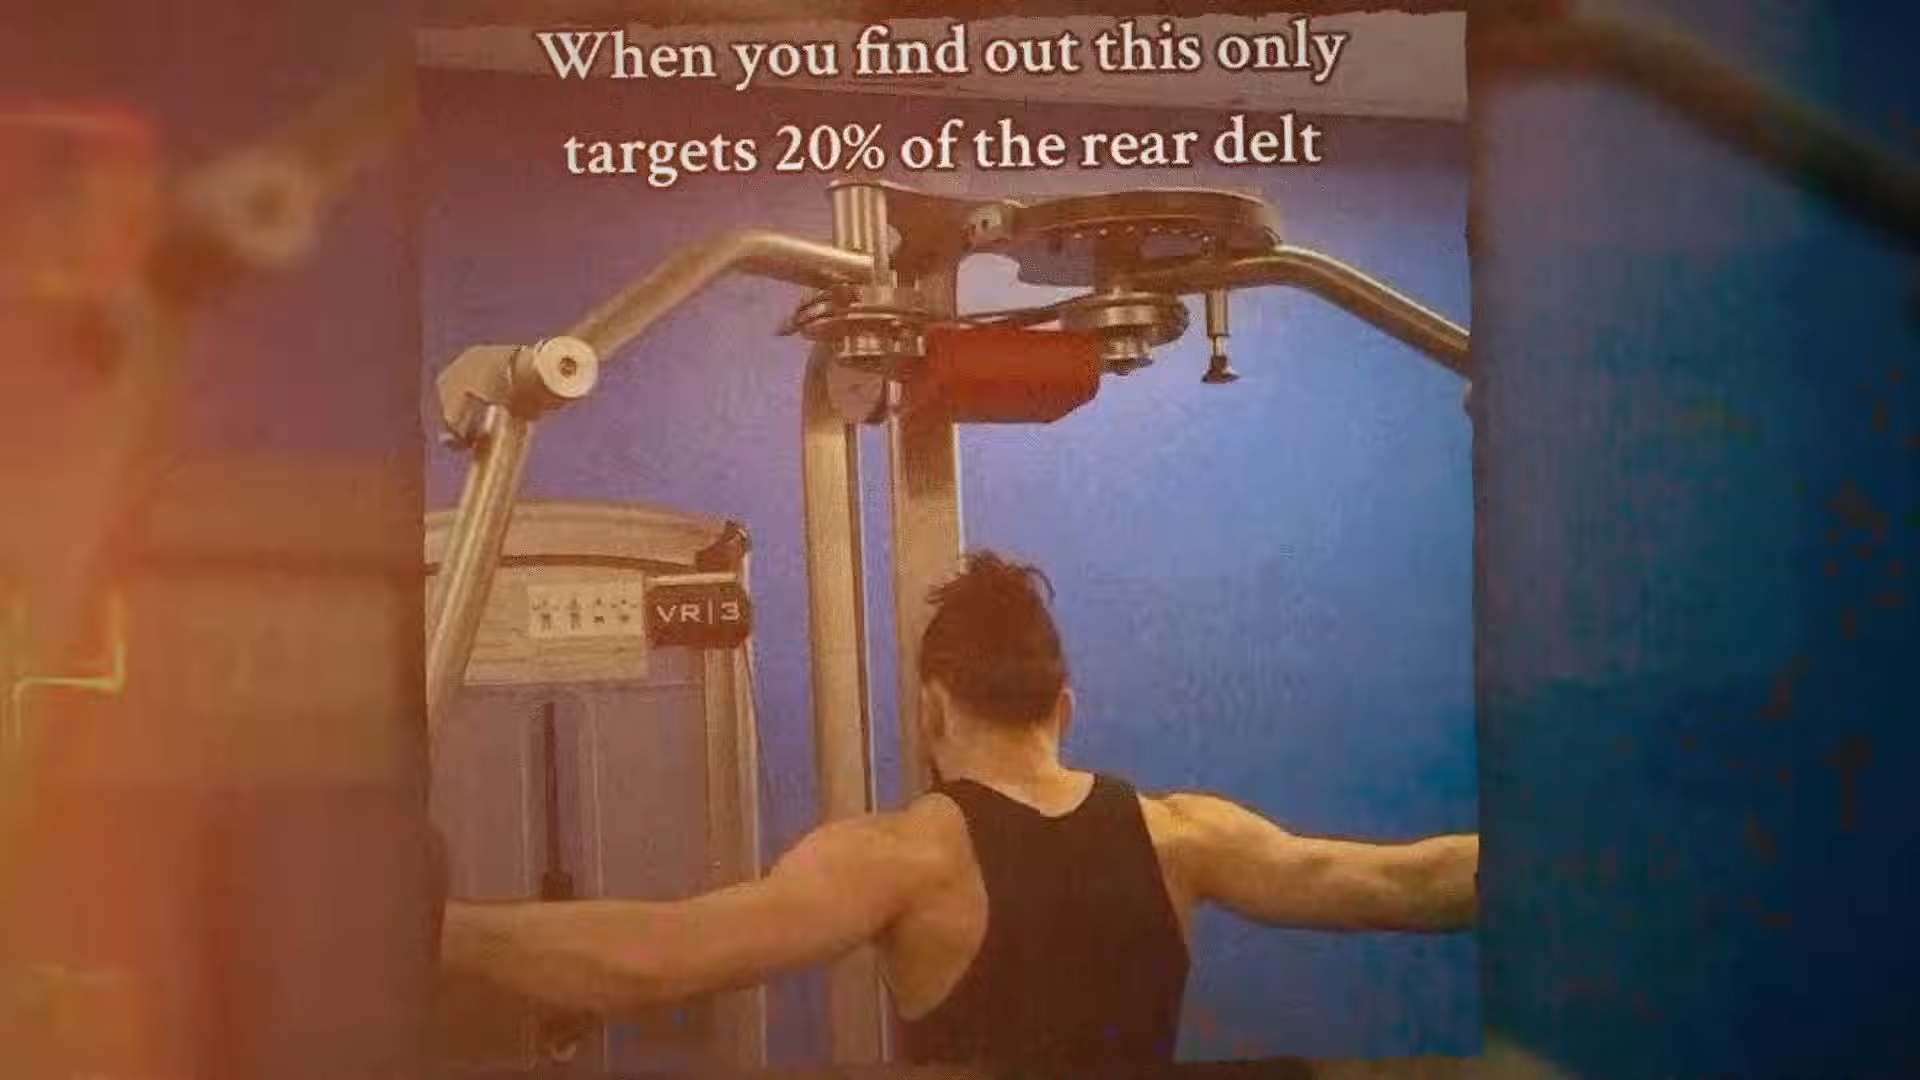 When you find out this only
targets 20% of the rear delt
VR|3